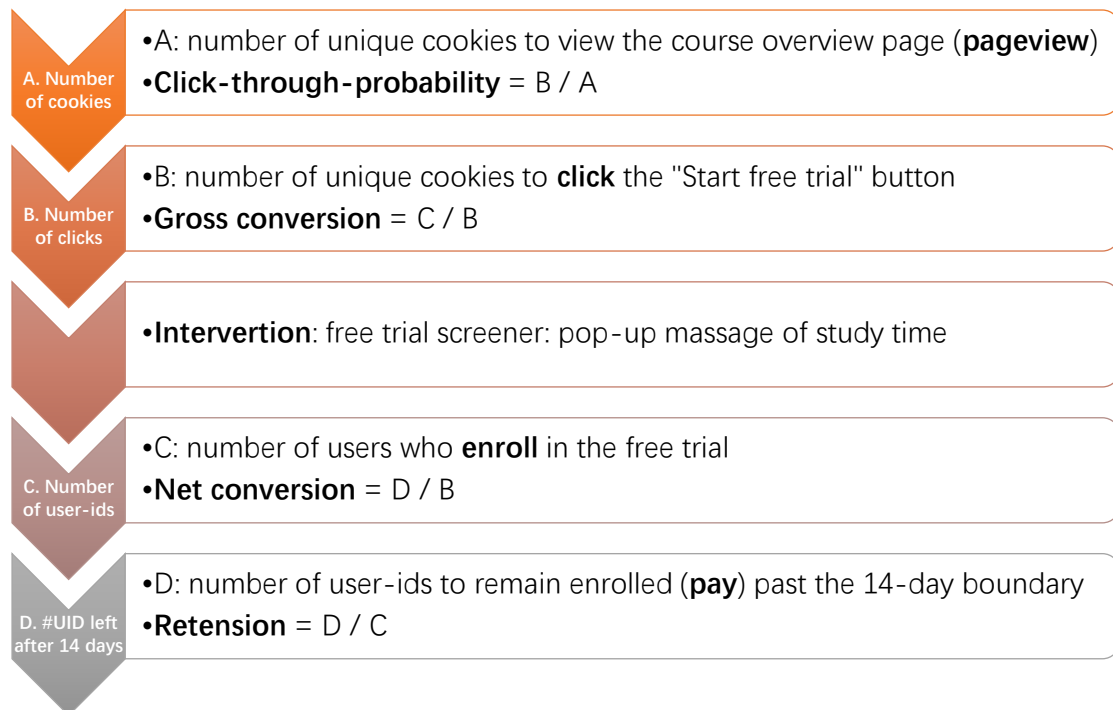 A. Number
of cookies
•A: number of unique cookies to view the course overview page (pageview)
•Click-through-probability = B / A
B. Number
of clicks
•B: number of unique cookies to click the "Start free trial" button
•Gross conversion = C / B
•Intervertion: free trial screener: pop-up massage of study time
C. Number
of user-ids
•C: number of users who enroll in the free trial
•Net conversion = D / B
D. #UID left
after 14 days
•D: number of user-ids to remain enrolled (pay) past the 14-day boundary
•Retension = D / C